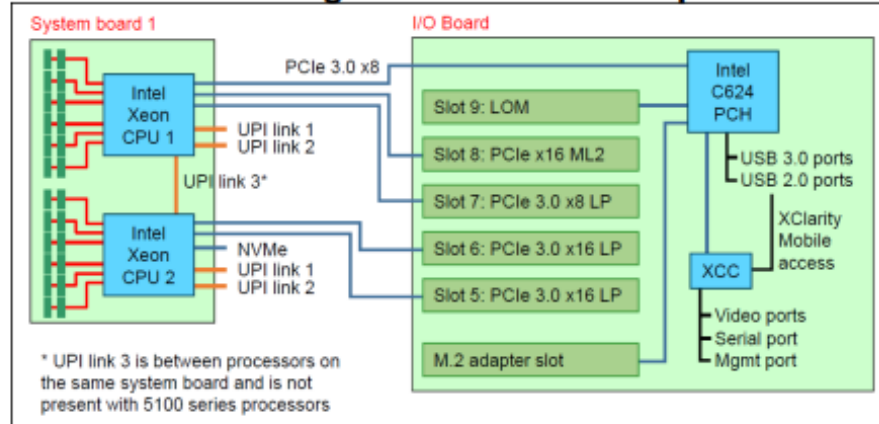 System board 1
I/O Board
PCIe 3.0 x8
Intel
Xeon
CPU 1
UPI link 1
UPI link 2
UPI link 3*
Intel
Xeon
CPU 2
NVMe
UPI link 1
UPI link 2
* UPI link 3 is between processors on
the same system board and is not
present with 5100 series processors
Intel
C624
PCH
Slot 9: LOM
Slot 8: PCIe x16 ML2
Slot 7: PCIe 3.0 x8 LP
Slot 6: PCIe 3.0 x16 LP
Slot 5: PCIe 3.0 x16 LP
M.2 adapter slot
USB 3.0 ports
USB 2.0 ports
XClarity
Mobile
access
XCC
Video ports
Serial port
Mgmt port